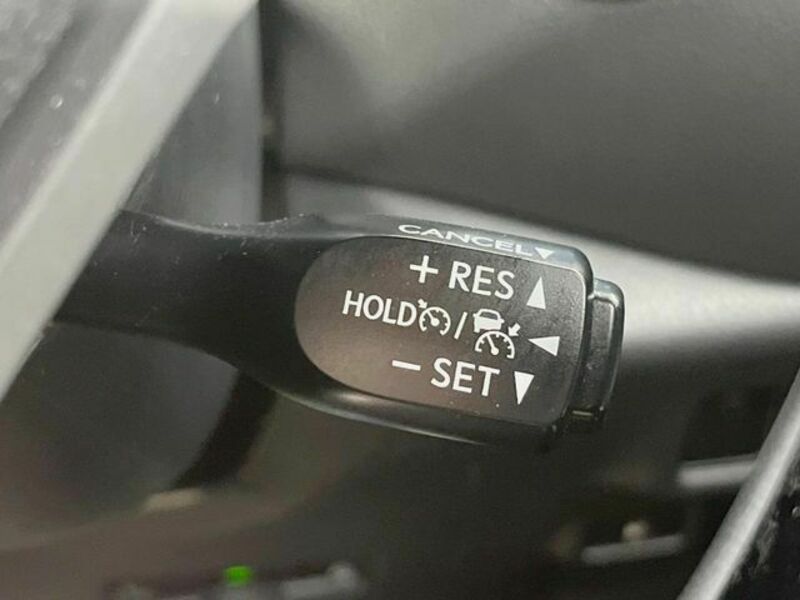 CANCEL▼
+ RES ▲
HOLD / ◀
− SET ▼